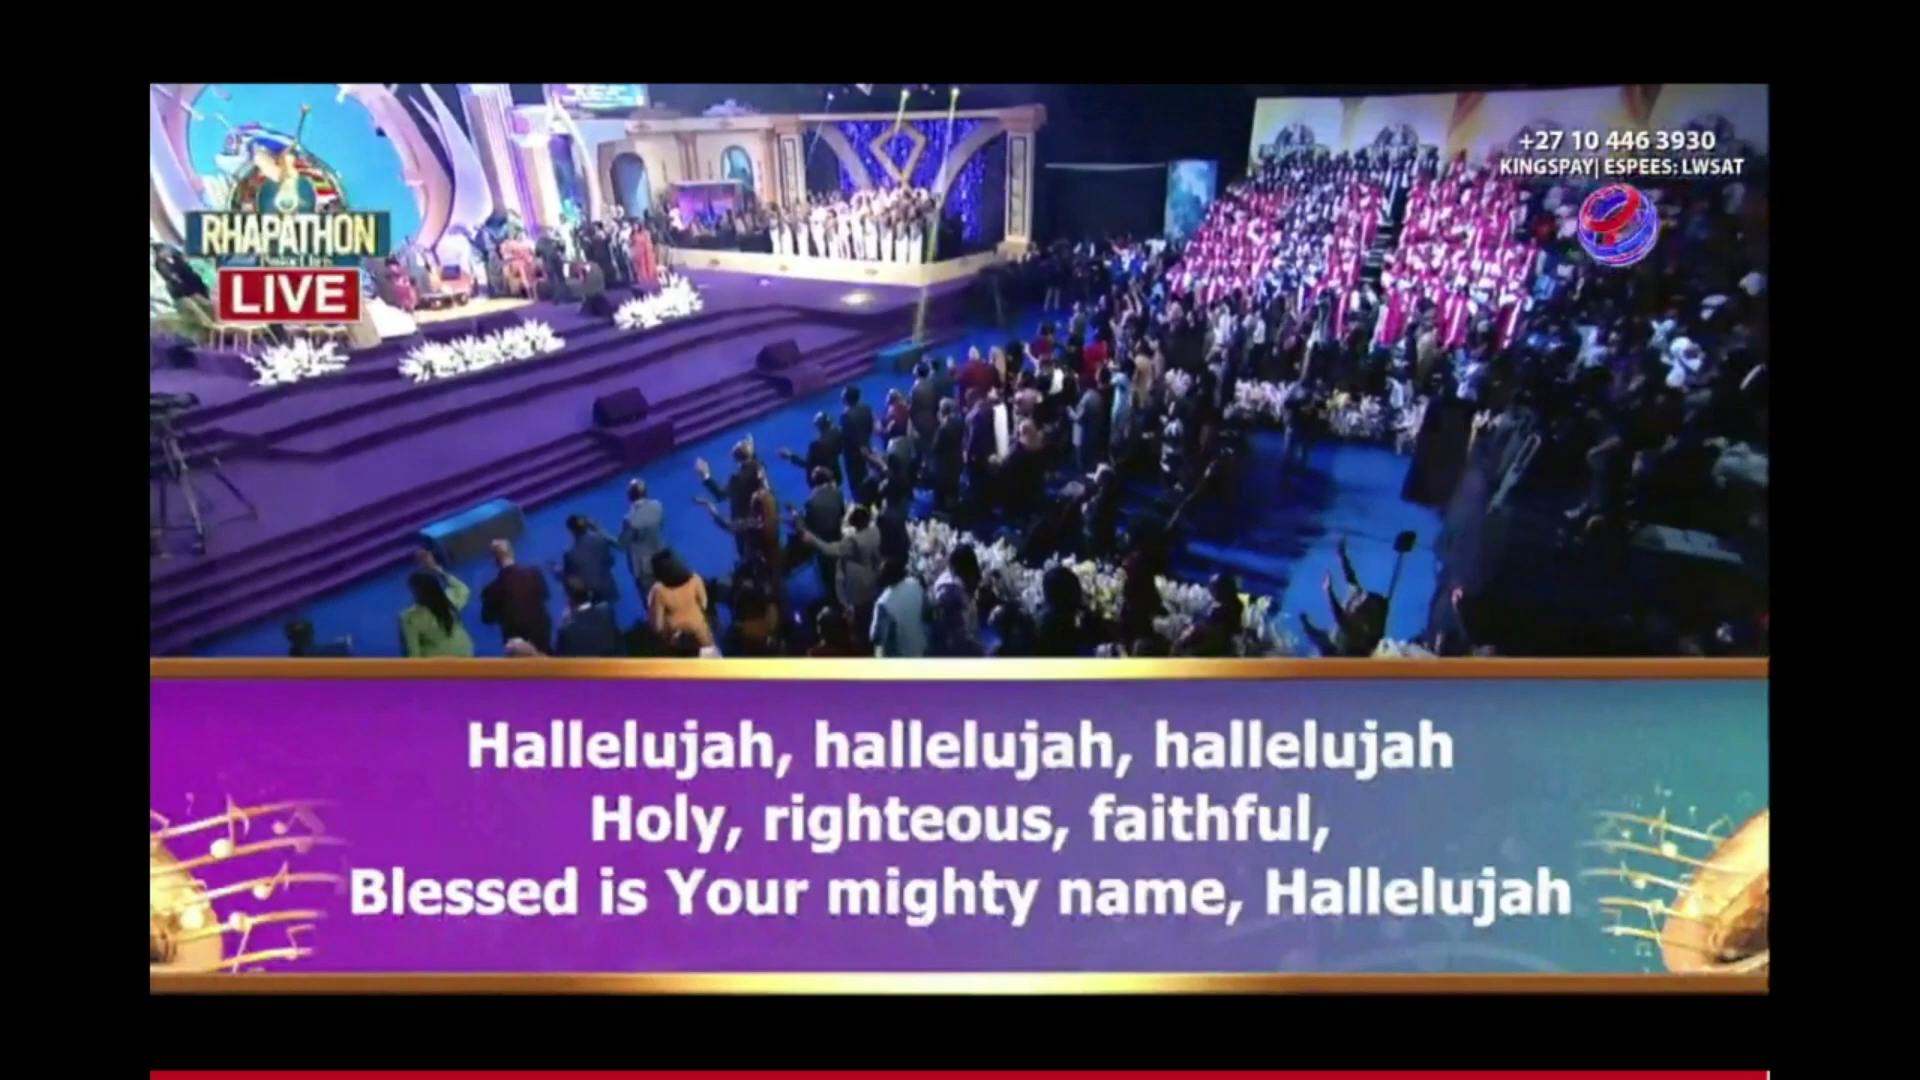 +27 10 446 3930
KINGSPAY| ESPEES: LWSAT
RHAPATHON
LIVE
Hallelujah, hallelujah, hallelujah
Holy, righteous, faithful,
Blessed is Your mighty name, Hallelujah